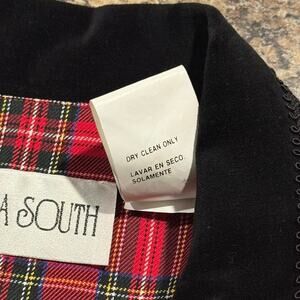 DRY CLEAN ONLY
LAVAR EN SECO
SOLAMENTE
A SOUTH